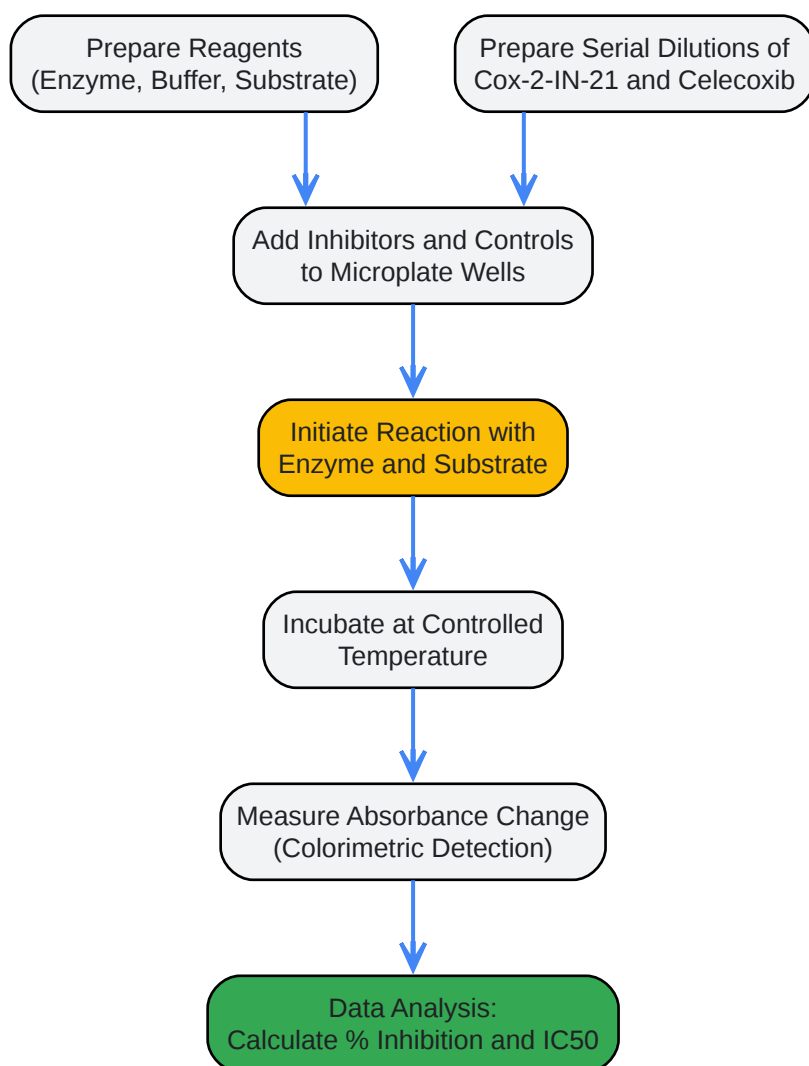 Prepare Reagents
(Enzyme, Buffer, Substrate)
Prepare Serial Dilutions of
Cox-2-IN-21 and Celecoxib
Add Inhibitors and Controls
to Microplate Wells
Initiate Reaction with
Enzyme and Substrate
Incubate at Controlled
Temperature
Measure Absorbance Change
(Colorimetric Detection)
Data Analysis:
Calculate % Inhibition and IC50